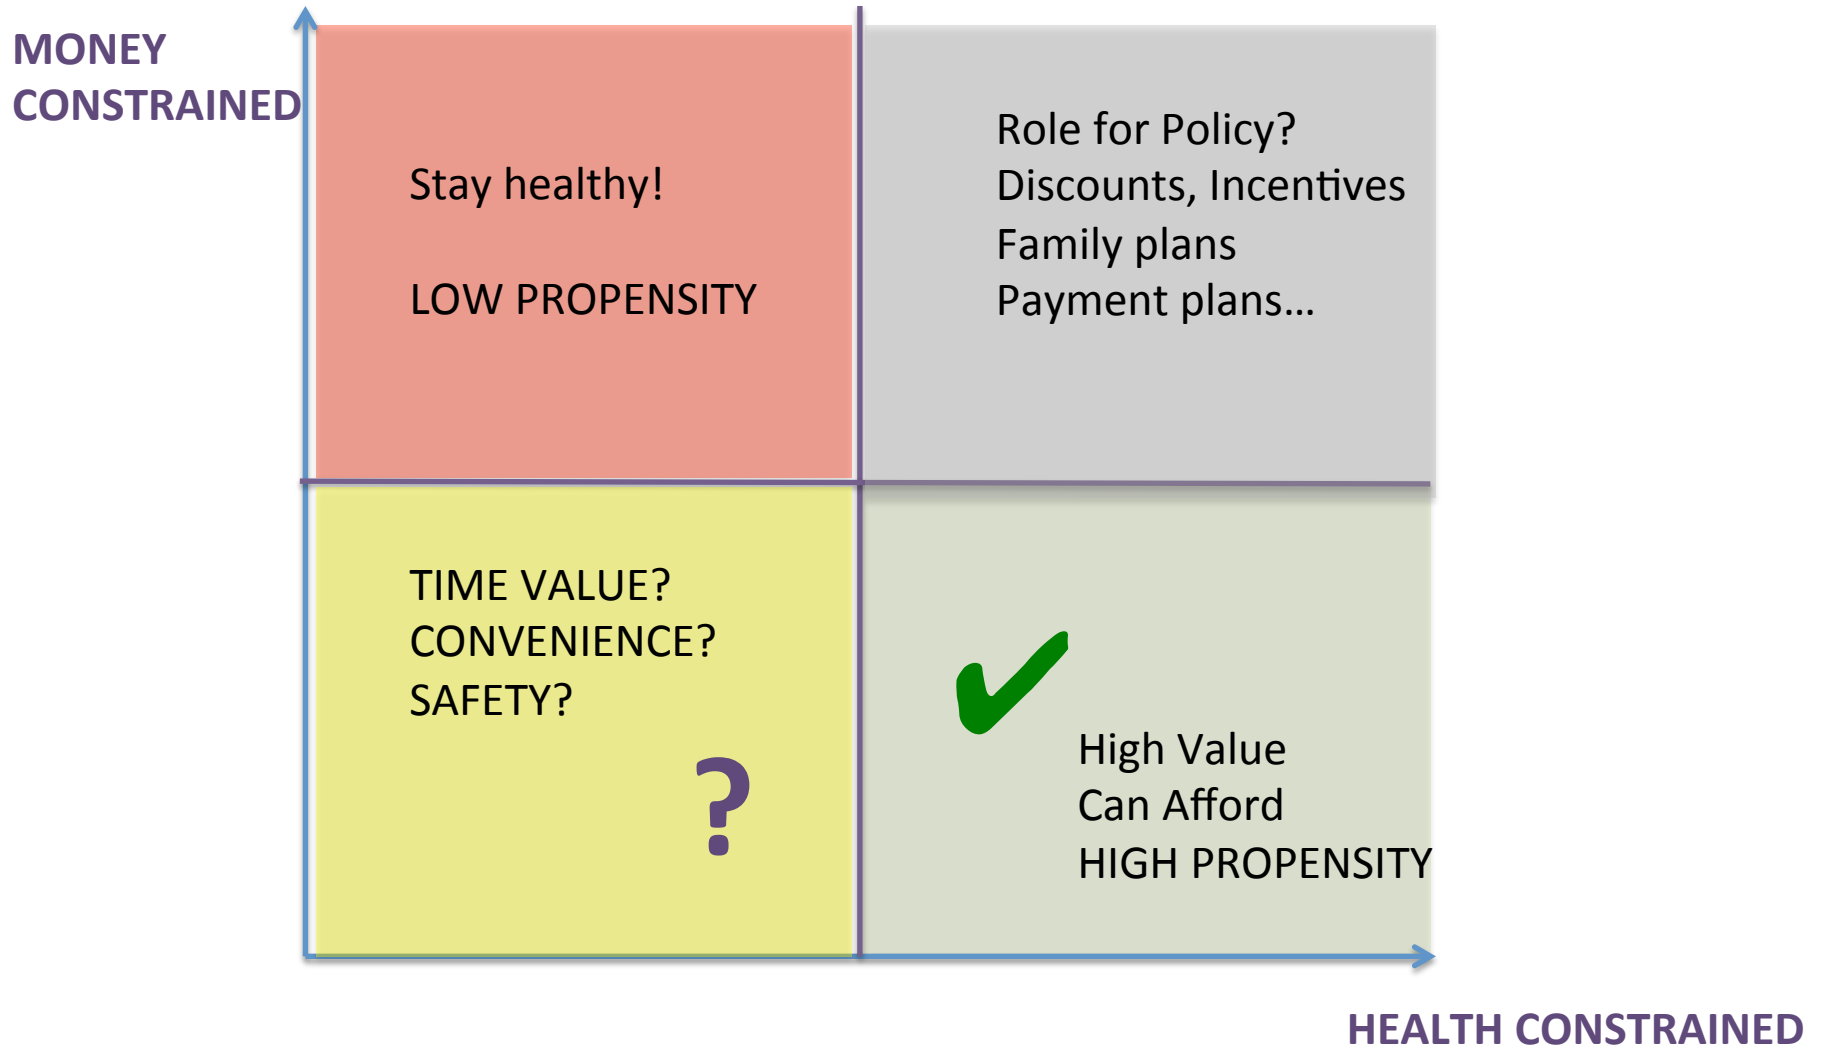 MONEY
CONSTRAINED
Stay healthy!
LOW PROPENSITY
Role for Policy?
Discounts, Incentives
Family plans
Payment plans…
TIME VALUE?
CONVENIENCE?
SAFETY?
?
High Value
Can Afford
HIGH PROPENSITY
HEALTH CONSTRAINED